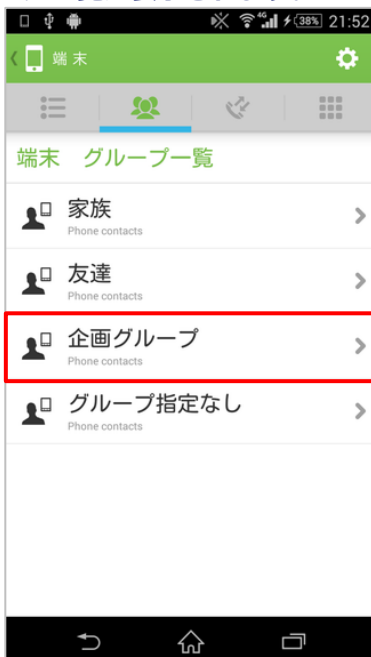 4G 38% 21:52
端末
端末 グループ一覧
家族
Phone contacts
友達
Phone contacts
企画グループ
Phone contacts
グループ指定なし
Phone contacts